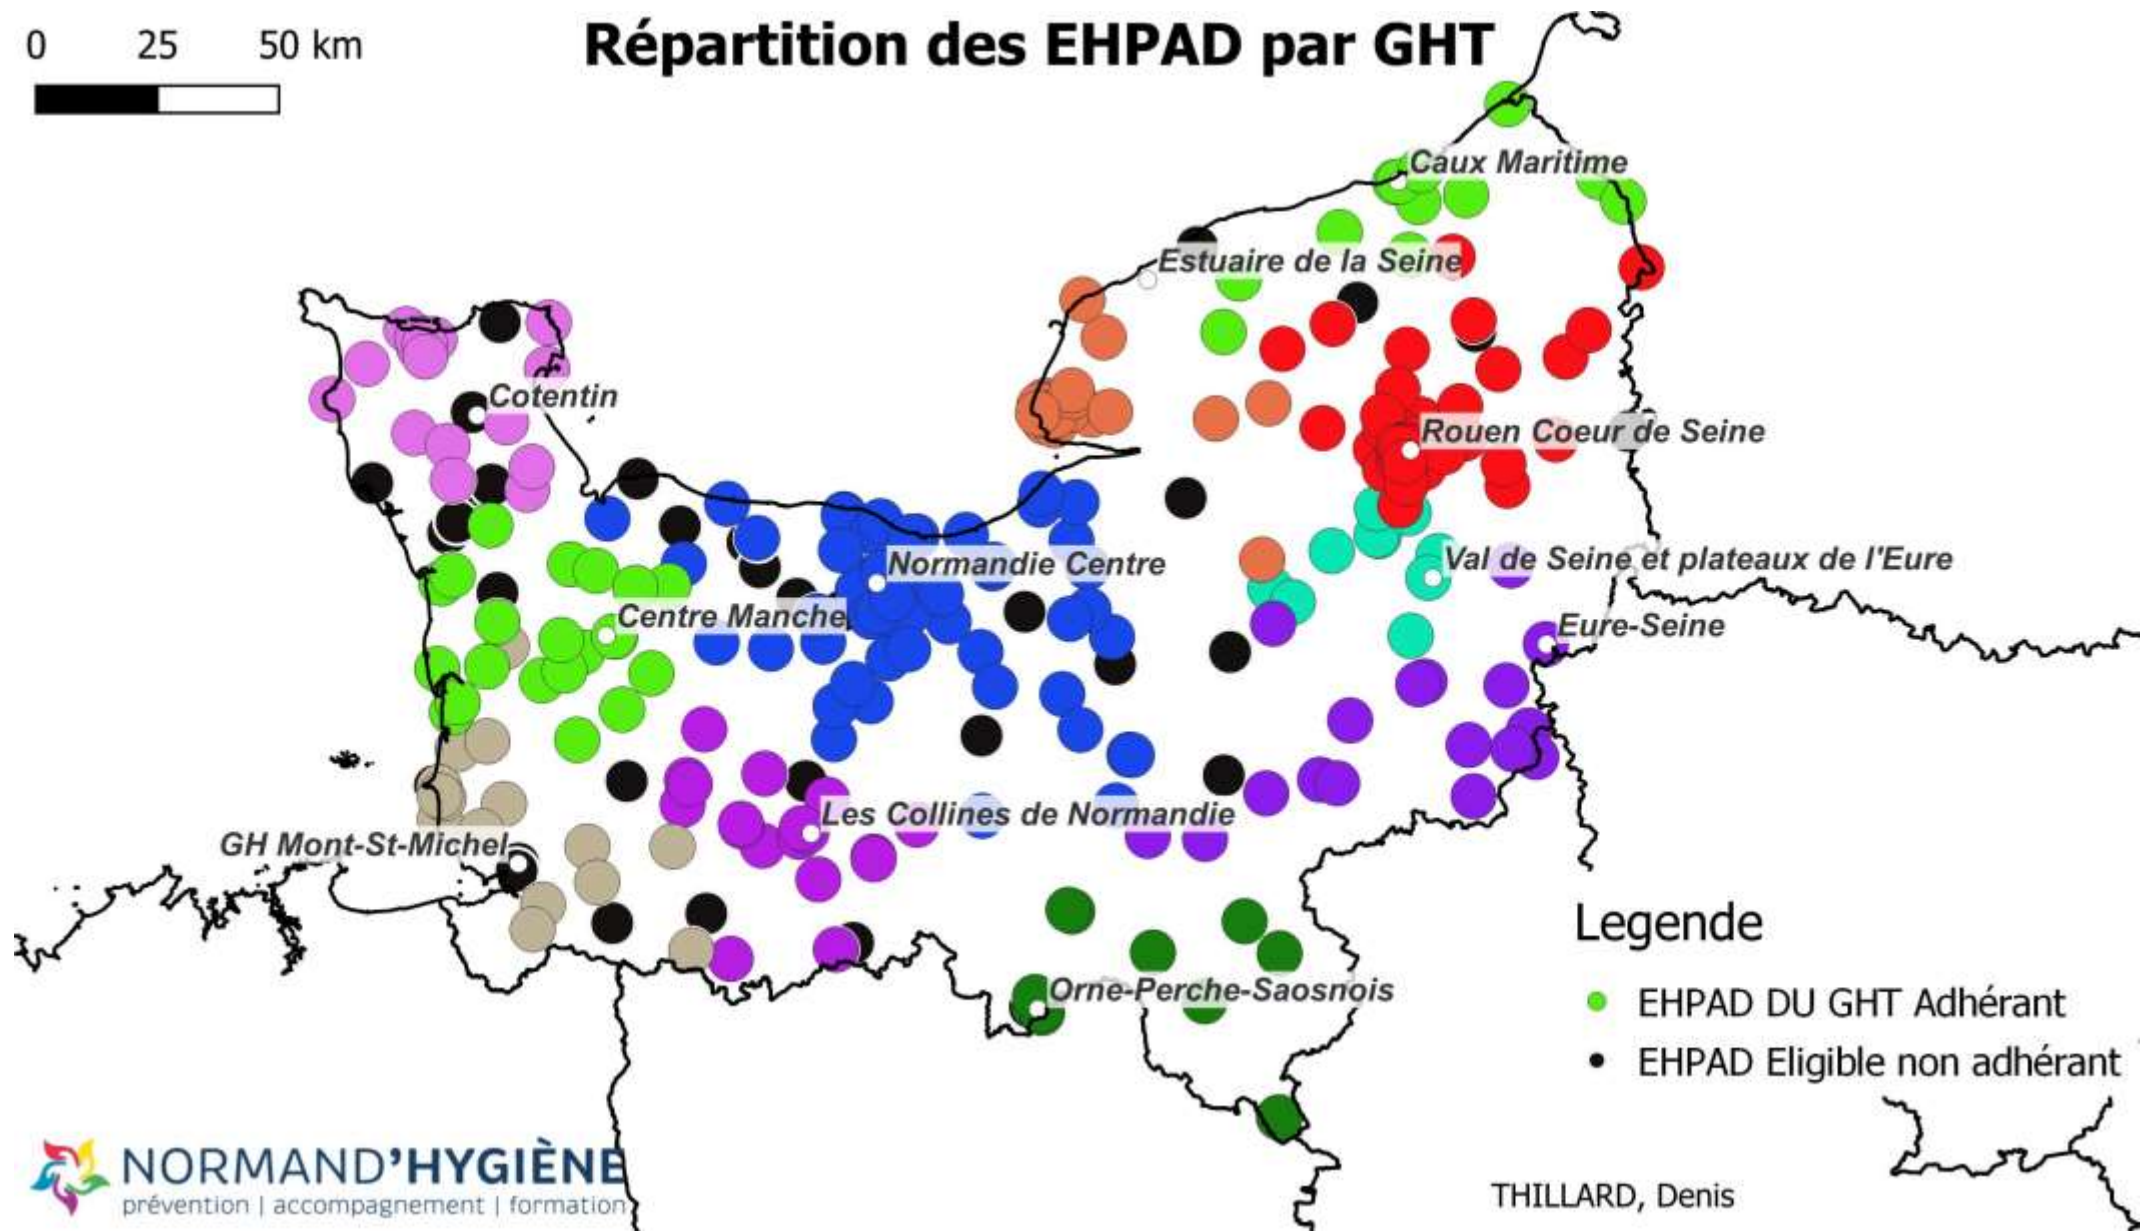 0 25 50 km
Répartition des EHPAD par GHT
Caux Maritime
Estuaire de la Seine
Cotentin
Rouen Coeur de Seine
Normandie Centre
Val de Seine et plateaux de l'Eure
Centre Manche
Eure-Seine
Les Collines de Normandie
GH Mont-St-Michel
Orne-Perche-Saosnois
Legende
EHPAD DU GHT Adhérant
EHPAD Eligible non adhérant
NORMAND'HYGIÈNE
prévention | accompagnement | formation
THILLARD, Denis